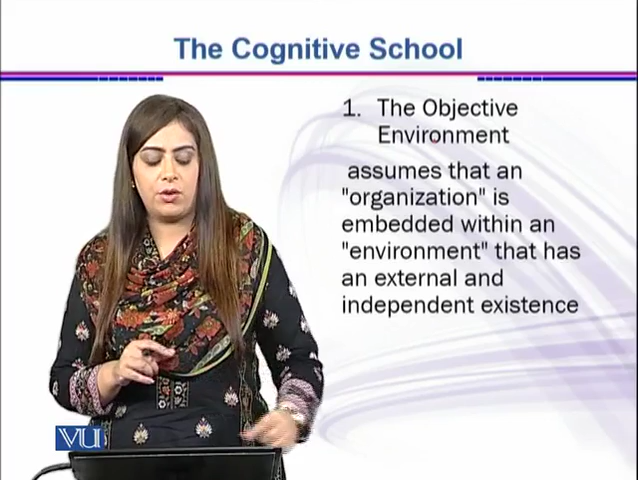 The Cognitive School
1. The Objective
Environment
assumes that an
"organization" is
embedded within an
"environment" that has
an external and
independent existence
VU